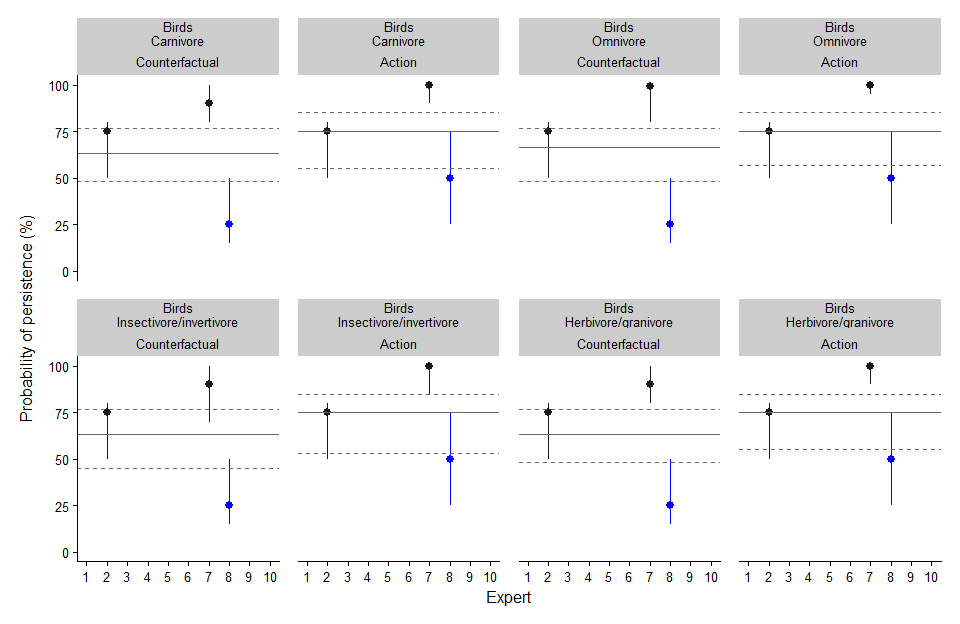 Birds
Carnivore
Counterfactual
Birds
Carnivore
Action
Birds
Omnivore
Counterfactual
Birds
Omnivore
Action
100
75
50
25
0
Birds
Insectivore/invertivore
Counterfactual
Birds
Insectivore/invertivore
Action
Birds
Herbivore/granivore
Counterfactual
Birds
Herbivore/granivore
Action
100
75
50
25
0
Probability of persistence (%)
1 2 3 4 5 6 7 8 9 10
1 2 3 4 5 6 7 8 9 10
1 2 3 4 5 6 7 8 9 10
1 2 3 4 5 6 7 8 9 10
Expert